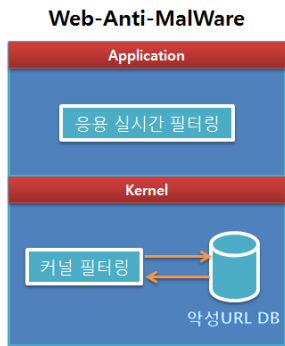 Web-Anti-MalWare
Application
응용 실시간 필터링
Kernel
커널 필터링
악성URL DB